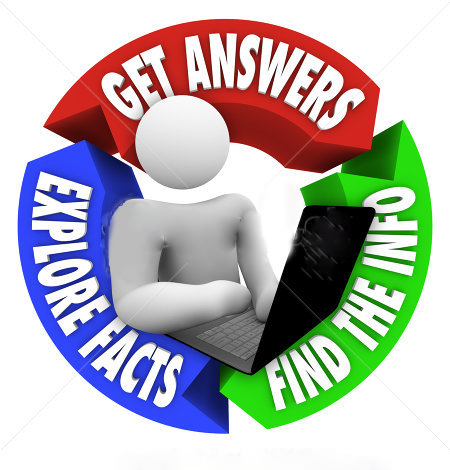 GET ANSWERS
FIND THE INFO
EXPLORE FACTS